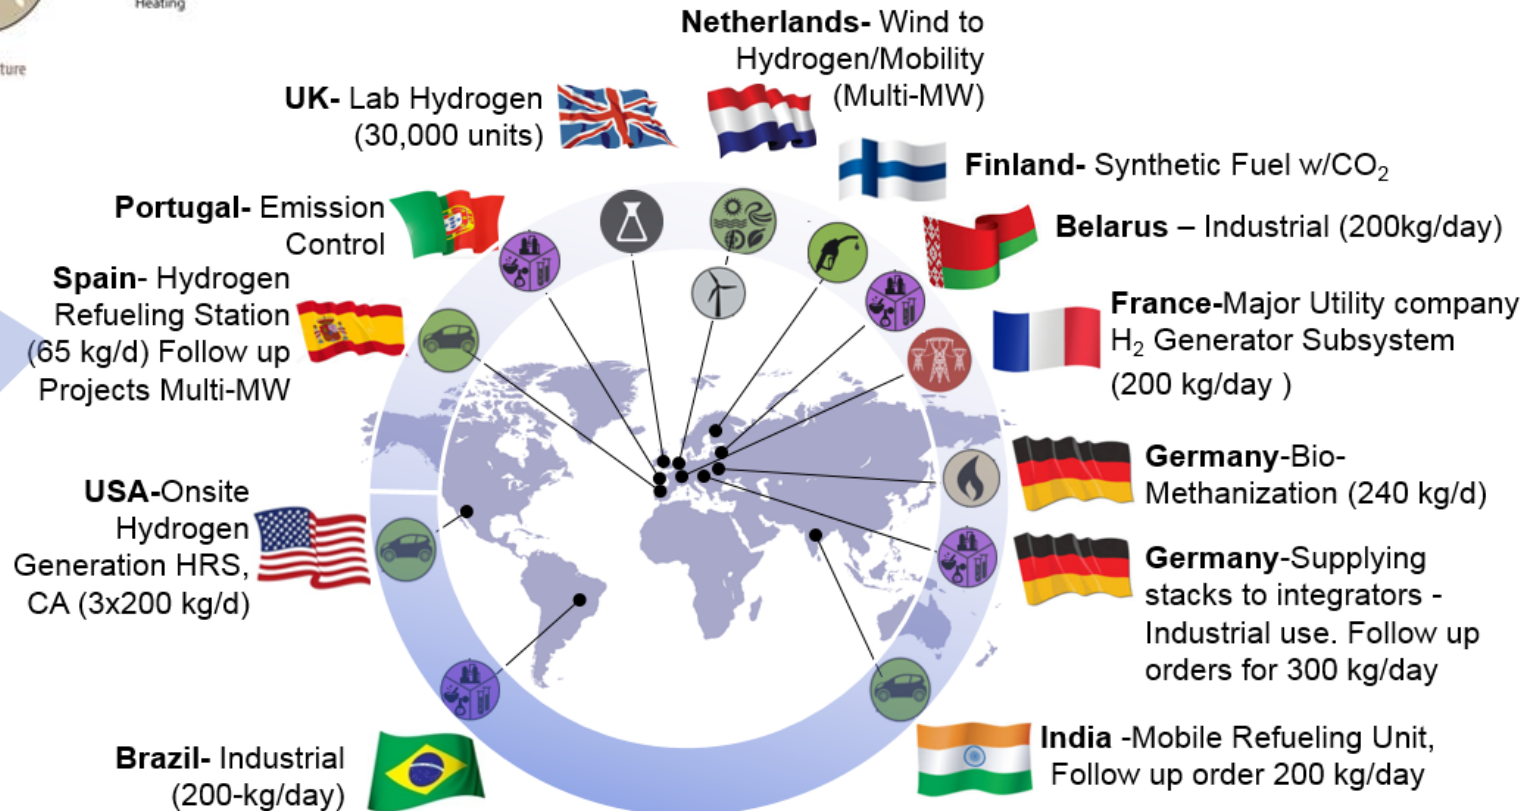 Heating
ture
Netherlands- Wind to
Hydrogen/Mobility
(Multi-MW)
UK- Lab Hydrogen
(30,000 units)
Finland- Synthetic Fuel w/CO₂
Portugal- Emission
Control
Belarus – Industrial (200kg/day)
Spain- Hydrogen
Refueling Station
(65 kg/d) Follow up
Projects Multi-MW
France-Major Utility company
H₂ Generator Subsystem
(200 kg/day )
Germany-Bio-
Methanization (240 kg/d)
USA-Onsite
Hydrogen
Generation HRS,
CA (3x200 kg/d)
Germany-Supplying
stacks to integrators -
Industrial use. Follow up
orders for 300 kg/day
Brazil- Industrial
(200-kg/day)
India -Mobile Refueling Unit,
Follow up order 200 kg/day